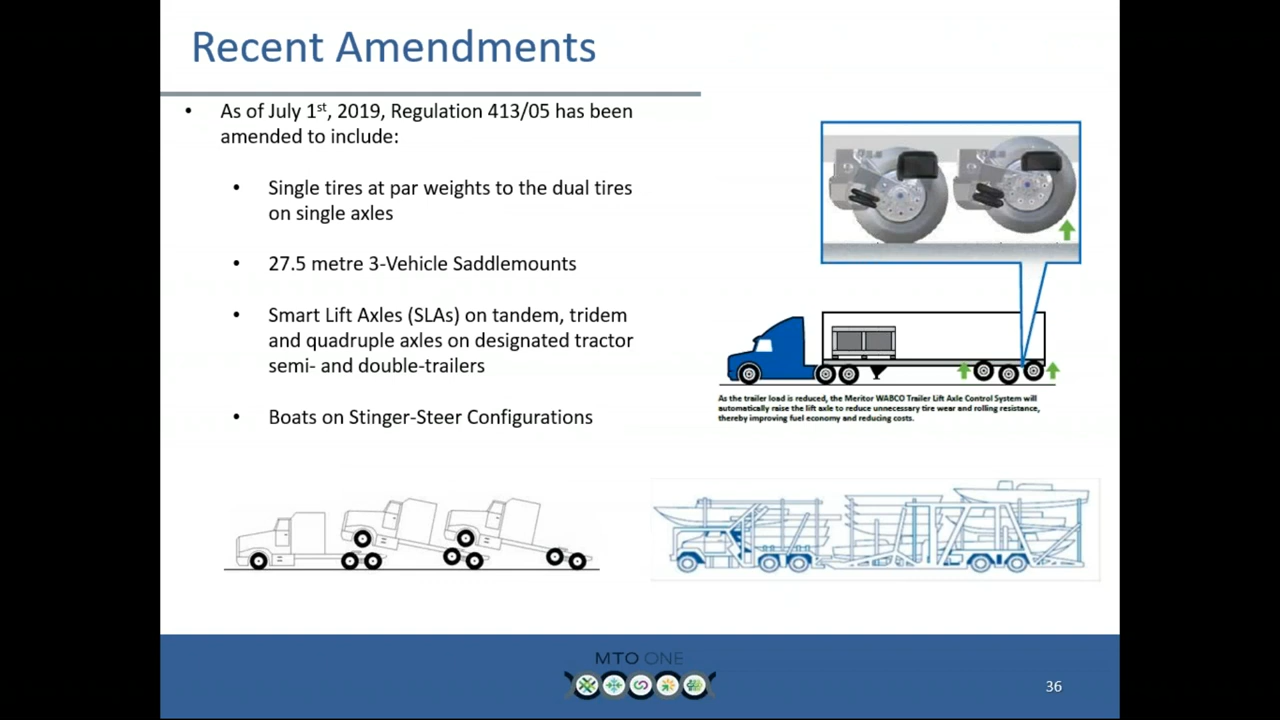 Recent Amendments
• As of July 1st, 2019, Regulation 413/05 has been
amended to include:
• Single tires at par weights to the dual tires
on single axles
• 27.5 metre 3-Vehicle Saddlemounts
• Smart Lift Axles (SLAs) on tandem, tridem
and quadruple axles on designated tractor
semi- and double-trailers
• Boats on Stinger-Steer Configurations
As the trailer load is reduced, the Meritor WABCO Trailer Lift Axle Control System will
automatically raise the lift axle to reduce unnecessary tire wear and rolling resistance,
thereby improving fuel economy and reducing costs.
MTO ONE
36